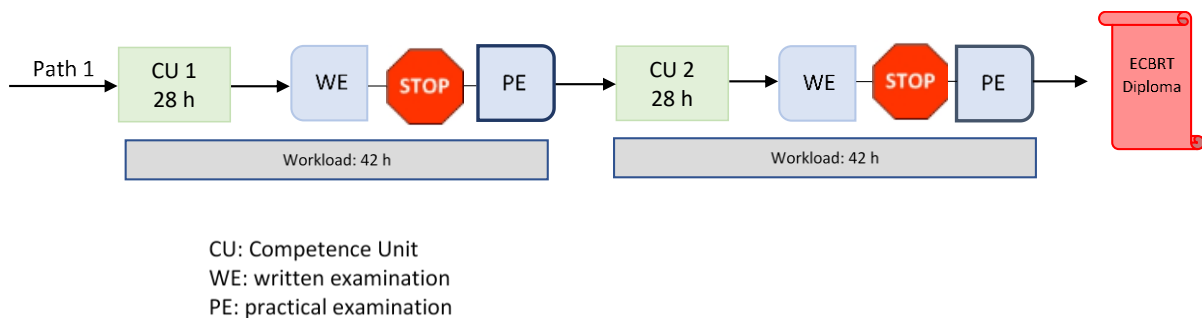 Path 1
CU 1
28 h
WE
STOP
PE
CU 2
28 h
WE
STOP
PE
ECBRT
Diploma
Workload: 42 h
Workload: 42 h
CU: Competence Unit
WE: written examination
PE: practical examination